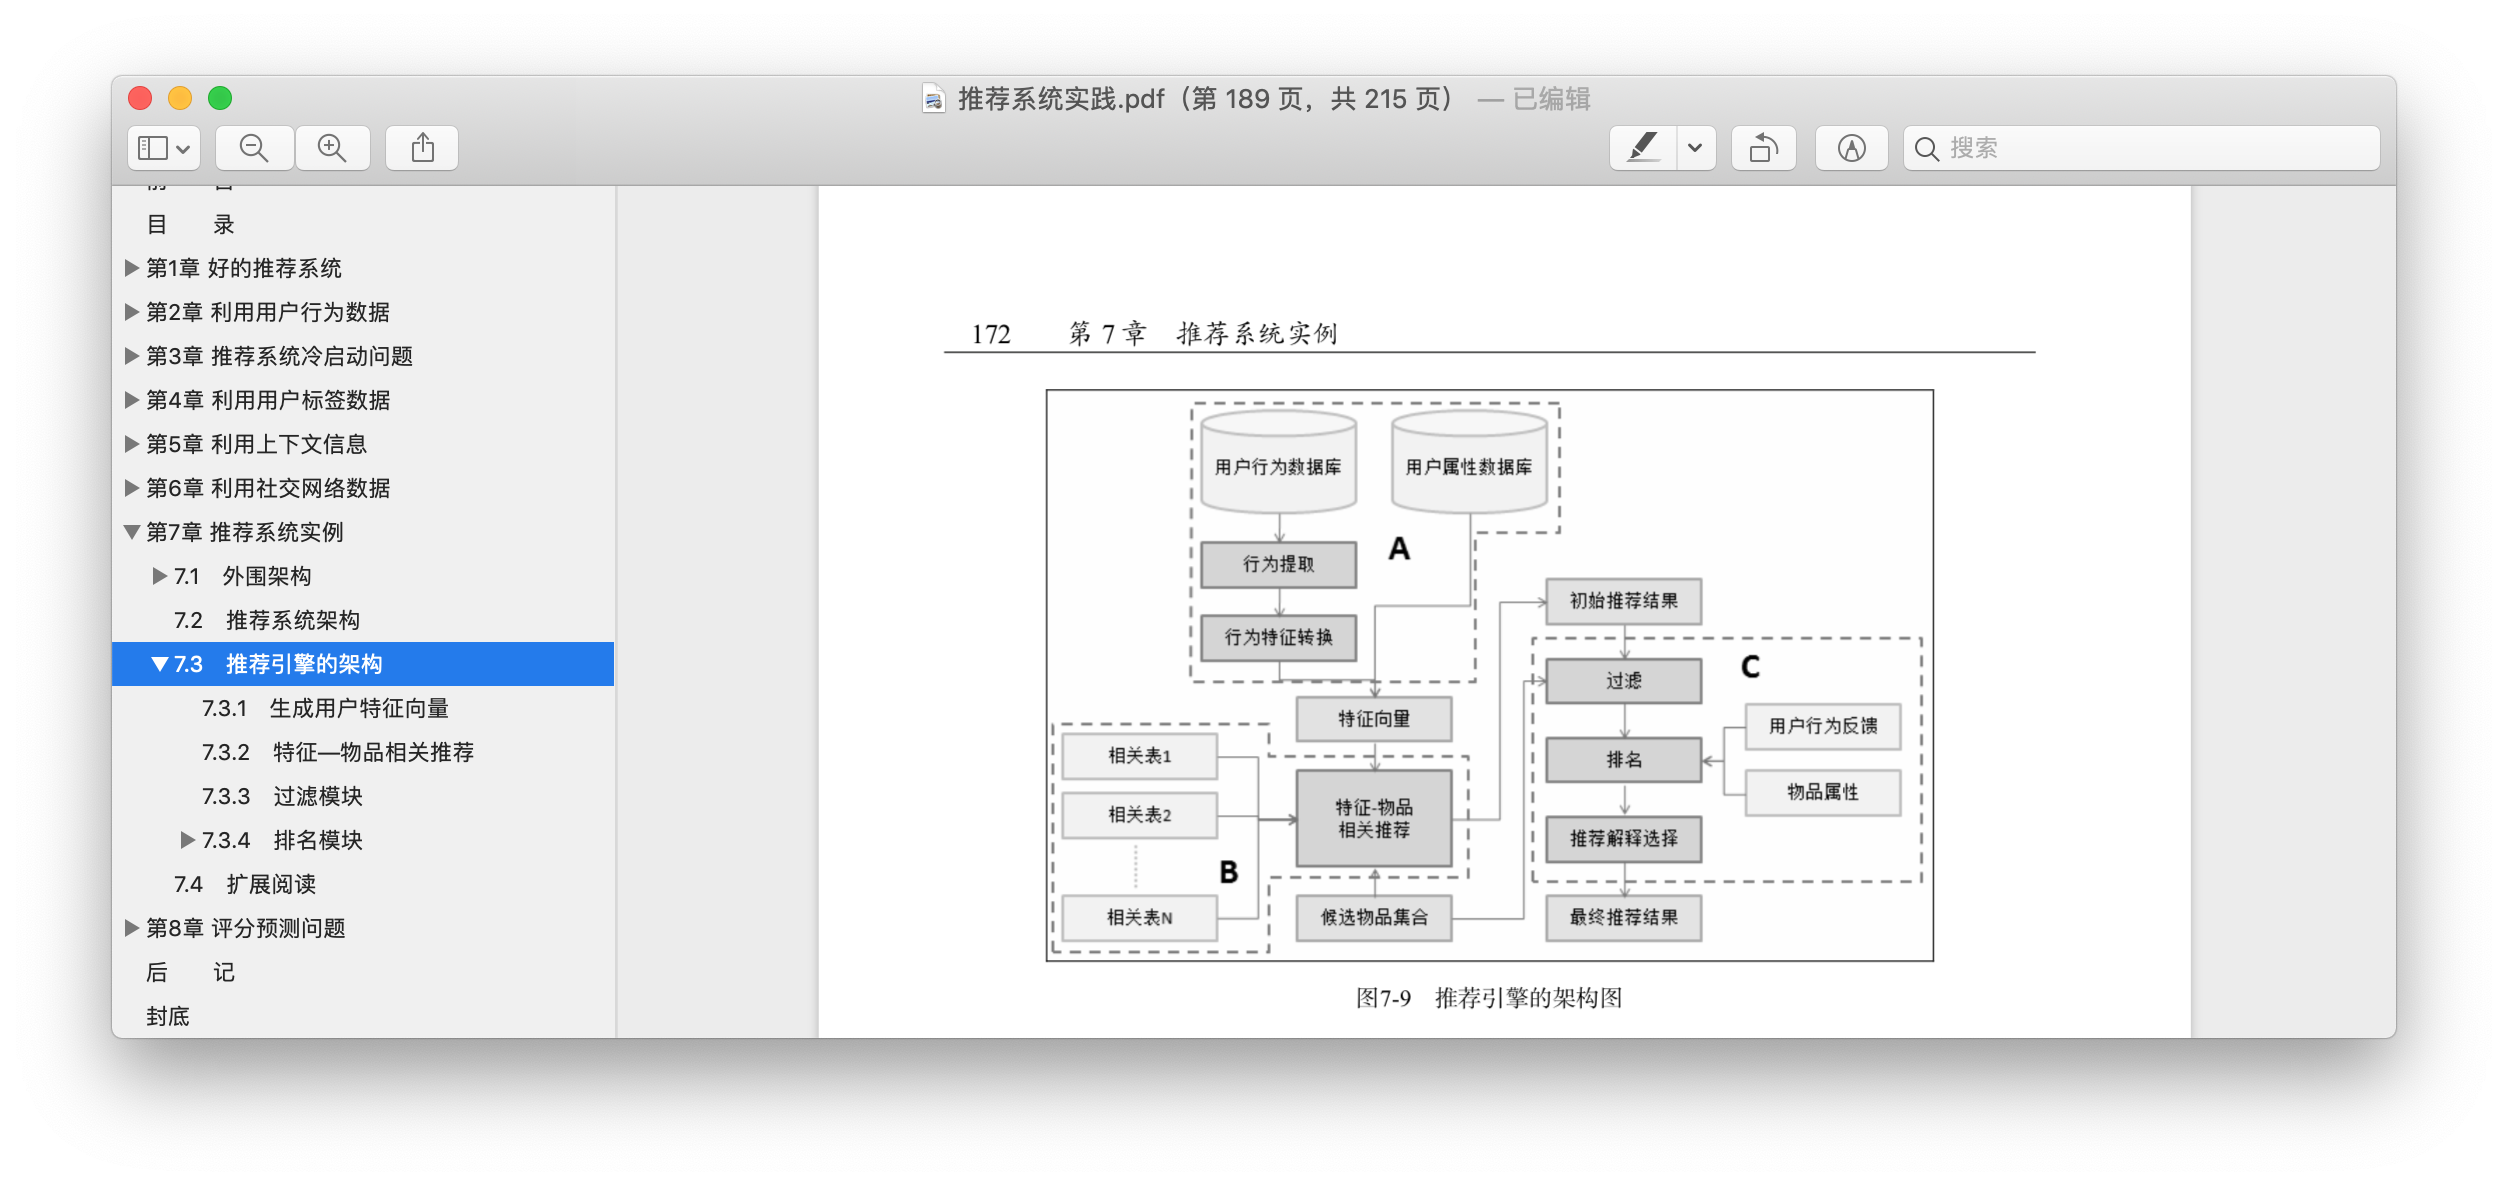 推荐系统实践.pdf（第 189 页，共 215 页） — 已编辑
搜索
目 录
第1章 好的推荐系统
第2章 利用用户行为数据
第3章 推荐系统冷启动问题
第4章 利用用户标签数据
第5章 利用上下文信息
第6章 利用社交网络数据
第7章 推荐系统实例
7.1 外围架构
7.2 推荐系统架构
7.3 推荐引擎的架构
7.3.1 生成用户特征向量
7.3.2 特征—物品相关推荐
7.3.3 过滤模块
7.3.4 排名模块
7.4 扩展阅读
第8章 评分预测问题
后 记
封底
172 第 7 章 推荐系统实例
用户行为数据库
用户属性数据库
行为提取
A
行为特征转换
特征向量
相关表1
相关表2
相关表N
B
特征-物品
相关推荐
候选物品集合
初始推荐结果
过滤
C
排名
用户行为反馈
物品属性
推荐解释选择
最终推荐结果
图7-9 推荐引擎的架构图